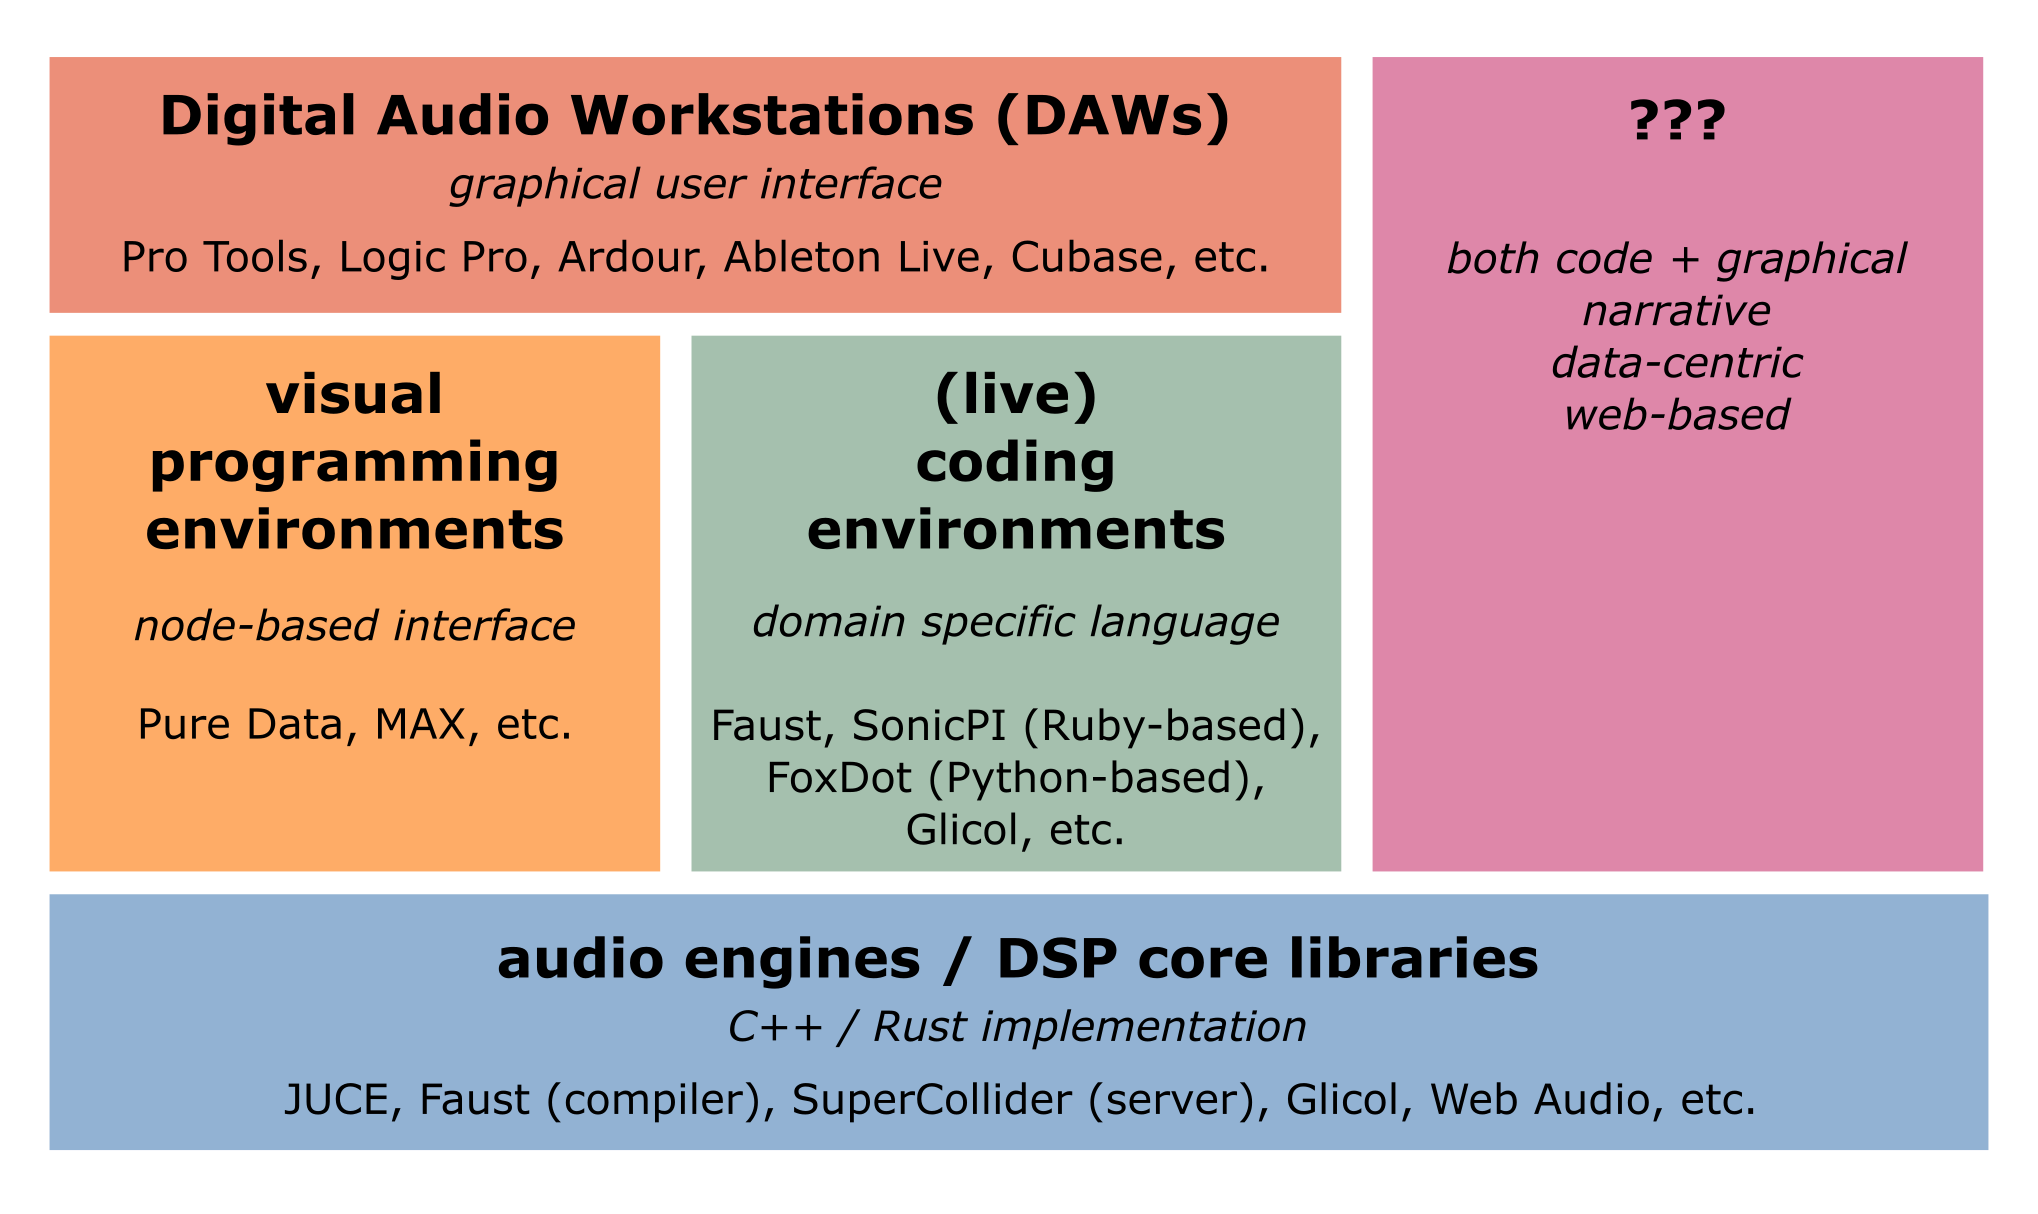 Digital Audio Workstations (DAWs)
graphical user interface
Pro Tools, Logic Pro, Ardour, Ableton Live, Cubase, etc.
???
both code + graphical
narrative
data-centric
web-based
visual
programming
environments
node-based interface
Pure Data, MAX, etc.
(live)
coding
environments
domain specific language
Faust, SonicPI (Ruby-based),
FoxDot (Python-based),
Glicol, etc.
audio engines / DSP core libraries
C++ / Rust implementation
JUCE, Faust (compiler), SuperCollider (server), Glicol, Web Audio, etc.